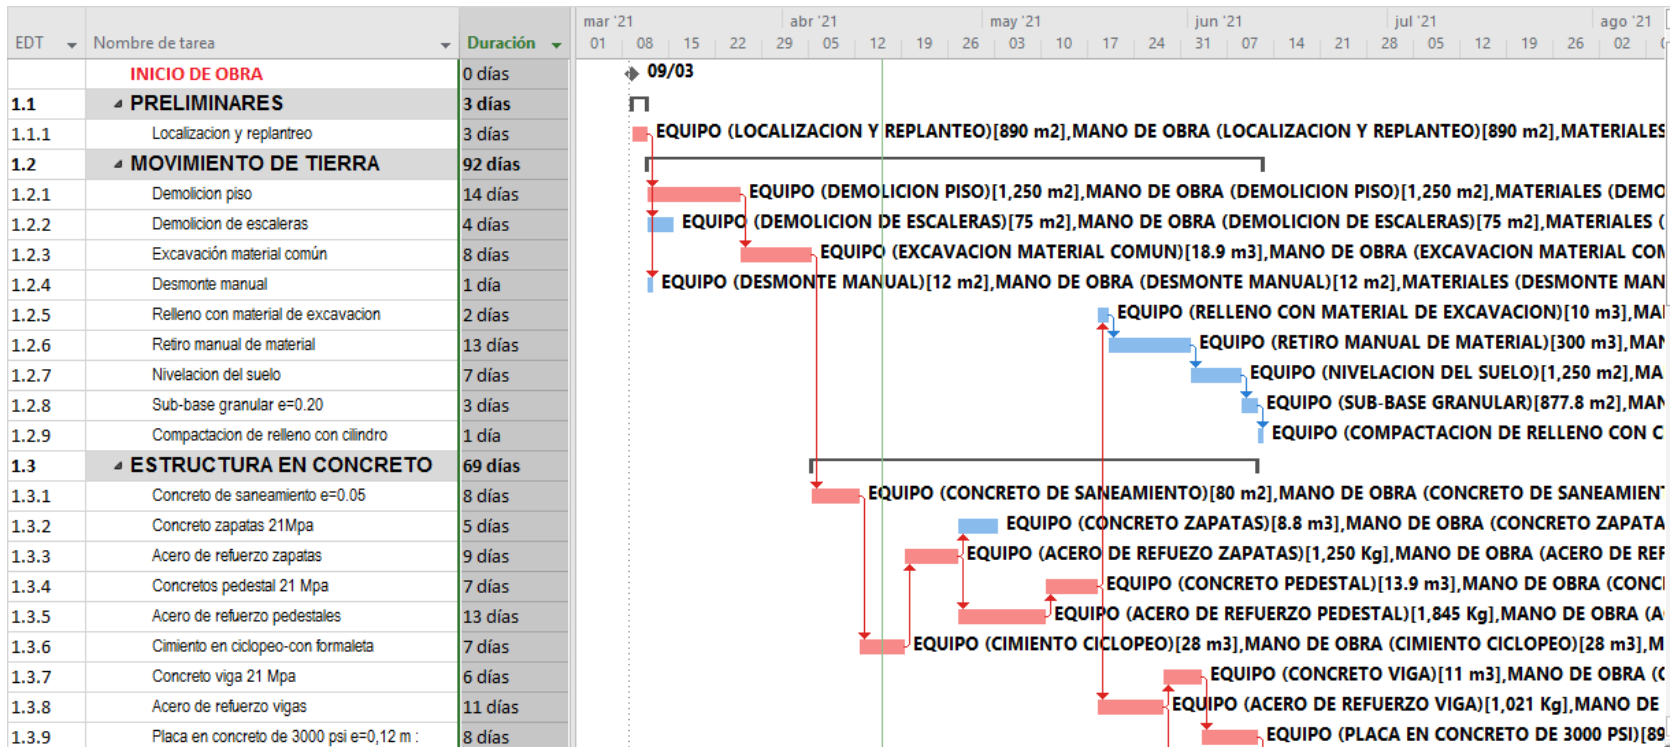 mar '21 abr '21 may '21 jun '21 jul '21 ago '21
EDT Nombre de tarea Duración 01 08 15 22 29 05 12 19 26 03 10 17 24 31 07 14 21 28 05 12 19 26 02
INICIO DE OBRA 0 días 09/03
1.1 PRELIMINARES 3 días
1.1.1 Localizacion y replantreo 3 días EQUIPO (LOCALIZACION Y REPLANTEO)[890 m2],MANO DE OBRA (LOCALIZACION Y REPLANTEO)[890 m2],MATERIALES
1.2 MOVIMIENTO DE TIERRA 92 días
1.2.1 Demolicion piso 14 días EQUIPO (DEMOLICION PISO)[1,250 m2],MANO DE OBRA (DEMOLICION PISO)[1,250 m2],MATERIALES (DEMO
1.2.2 Demolicion de escaleras 4 días EQUIPO (DEMOLICION DE ESCALERAS)[75 m2],MANO DE OBRA (DEMOLICION DE ESCALERAS)[75 m2],MATERIALES (
1.2.3 Excavación material común 8 días EQUIPO (EXCAVACION MATERIAL COMUN)[18.9 m3],MANO DE OBRA (EXCAVACION MATERIAL COM
1.2.4 Desmonte manual 1 día EQUIPO (DESMONTE MANUAL)[12 m2],MANO DE OBRA (DESMONTE MANUAL)[12 m2],MATERIALES (DESMONTE MAN
1.2.5 Relleno con material de excavacion 2 días EQUIPO (RELLENO CON MATERIAL DE EXCAVACION)[10 m3],MA
1.2.6 Retiro manual de material 13 días EQUIPO (RETIRO MANUAL DE MATERIAL)[300 m3],MAN
1.2.7 Nivelacion del suelo 7 días EQUIPO (NIVELACION DEL SUELO)[1,250 m2],MA
1.2.8 Sub-base granular e=0.20 3 días EQUIPO (SUB-BASE GRANULAR)[877.8 m2],MAN
1.2.9 Compactacion de relleno con cilindro 1 día EQUIPO (COMPACTACION DE RELLENO CON C
1.3 ESTRUCTURA EN CONCRETO 69 días
1.3.1 Concreto de saneamiento e=0.05 8 días EQUIPO (CONCRETO DE SANEAMIENTO)[80 m2],MANO DE OBRA (CONCRETO DE SANEAMIENT
1.3.2 Concreto zapatas 21Mpa 5 días EQUIPO (CONCRETO ZAPATAS)[8.8 m3],MANO DE OBRA (CONCRETO ZAPATA
1.3.3 Acero de refuerzo zapatas 9 días EQUIPO (ACERO DE REFUEZO ZAPATAS)[1,250 Kg],MANO DE OBRA (ACERO DE REF
1.3.4 Concretos pedestal 21 Mpa 7 días EQUIPO (CONCRETO PEDESTAL)[13.9 m3],MANO DE OBRA (CONCI
1.3.5 Acero de refuerzo pedestales 13 días EQUIPO (ACERO DE REFUERZO PEDESTAL)[1,845 Kg],MANO DE OBRA (A
1.3.6 Cimiento en ciclopeo-con formaleta 7 días EQUIPO (CIMIENTO CICLOPEO)[28 m3],MANO DE OBRA (CIMIENTO CICLOPEO)[28 m3],M
1.3.7 Concreto viga 21 Mpa 6 días EQUIPO (CONCRETO VIGA)[11 m3],MANO DE OBRA (C
1.3.8 Acero de refuerzo vigas 11 días EQUIPO (ACERO DE REFUERZO VIGA)[1,021 Kg],MANO DE
1.3.9 Placa en concreto de 3000 psi e=0,12 m : 8 días EQUIPO (PLACA EN CONCRETO DE 3000 PSI)[89